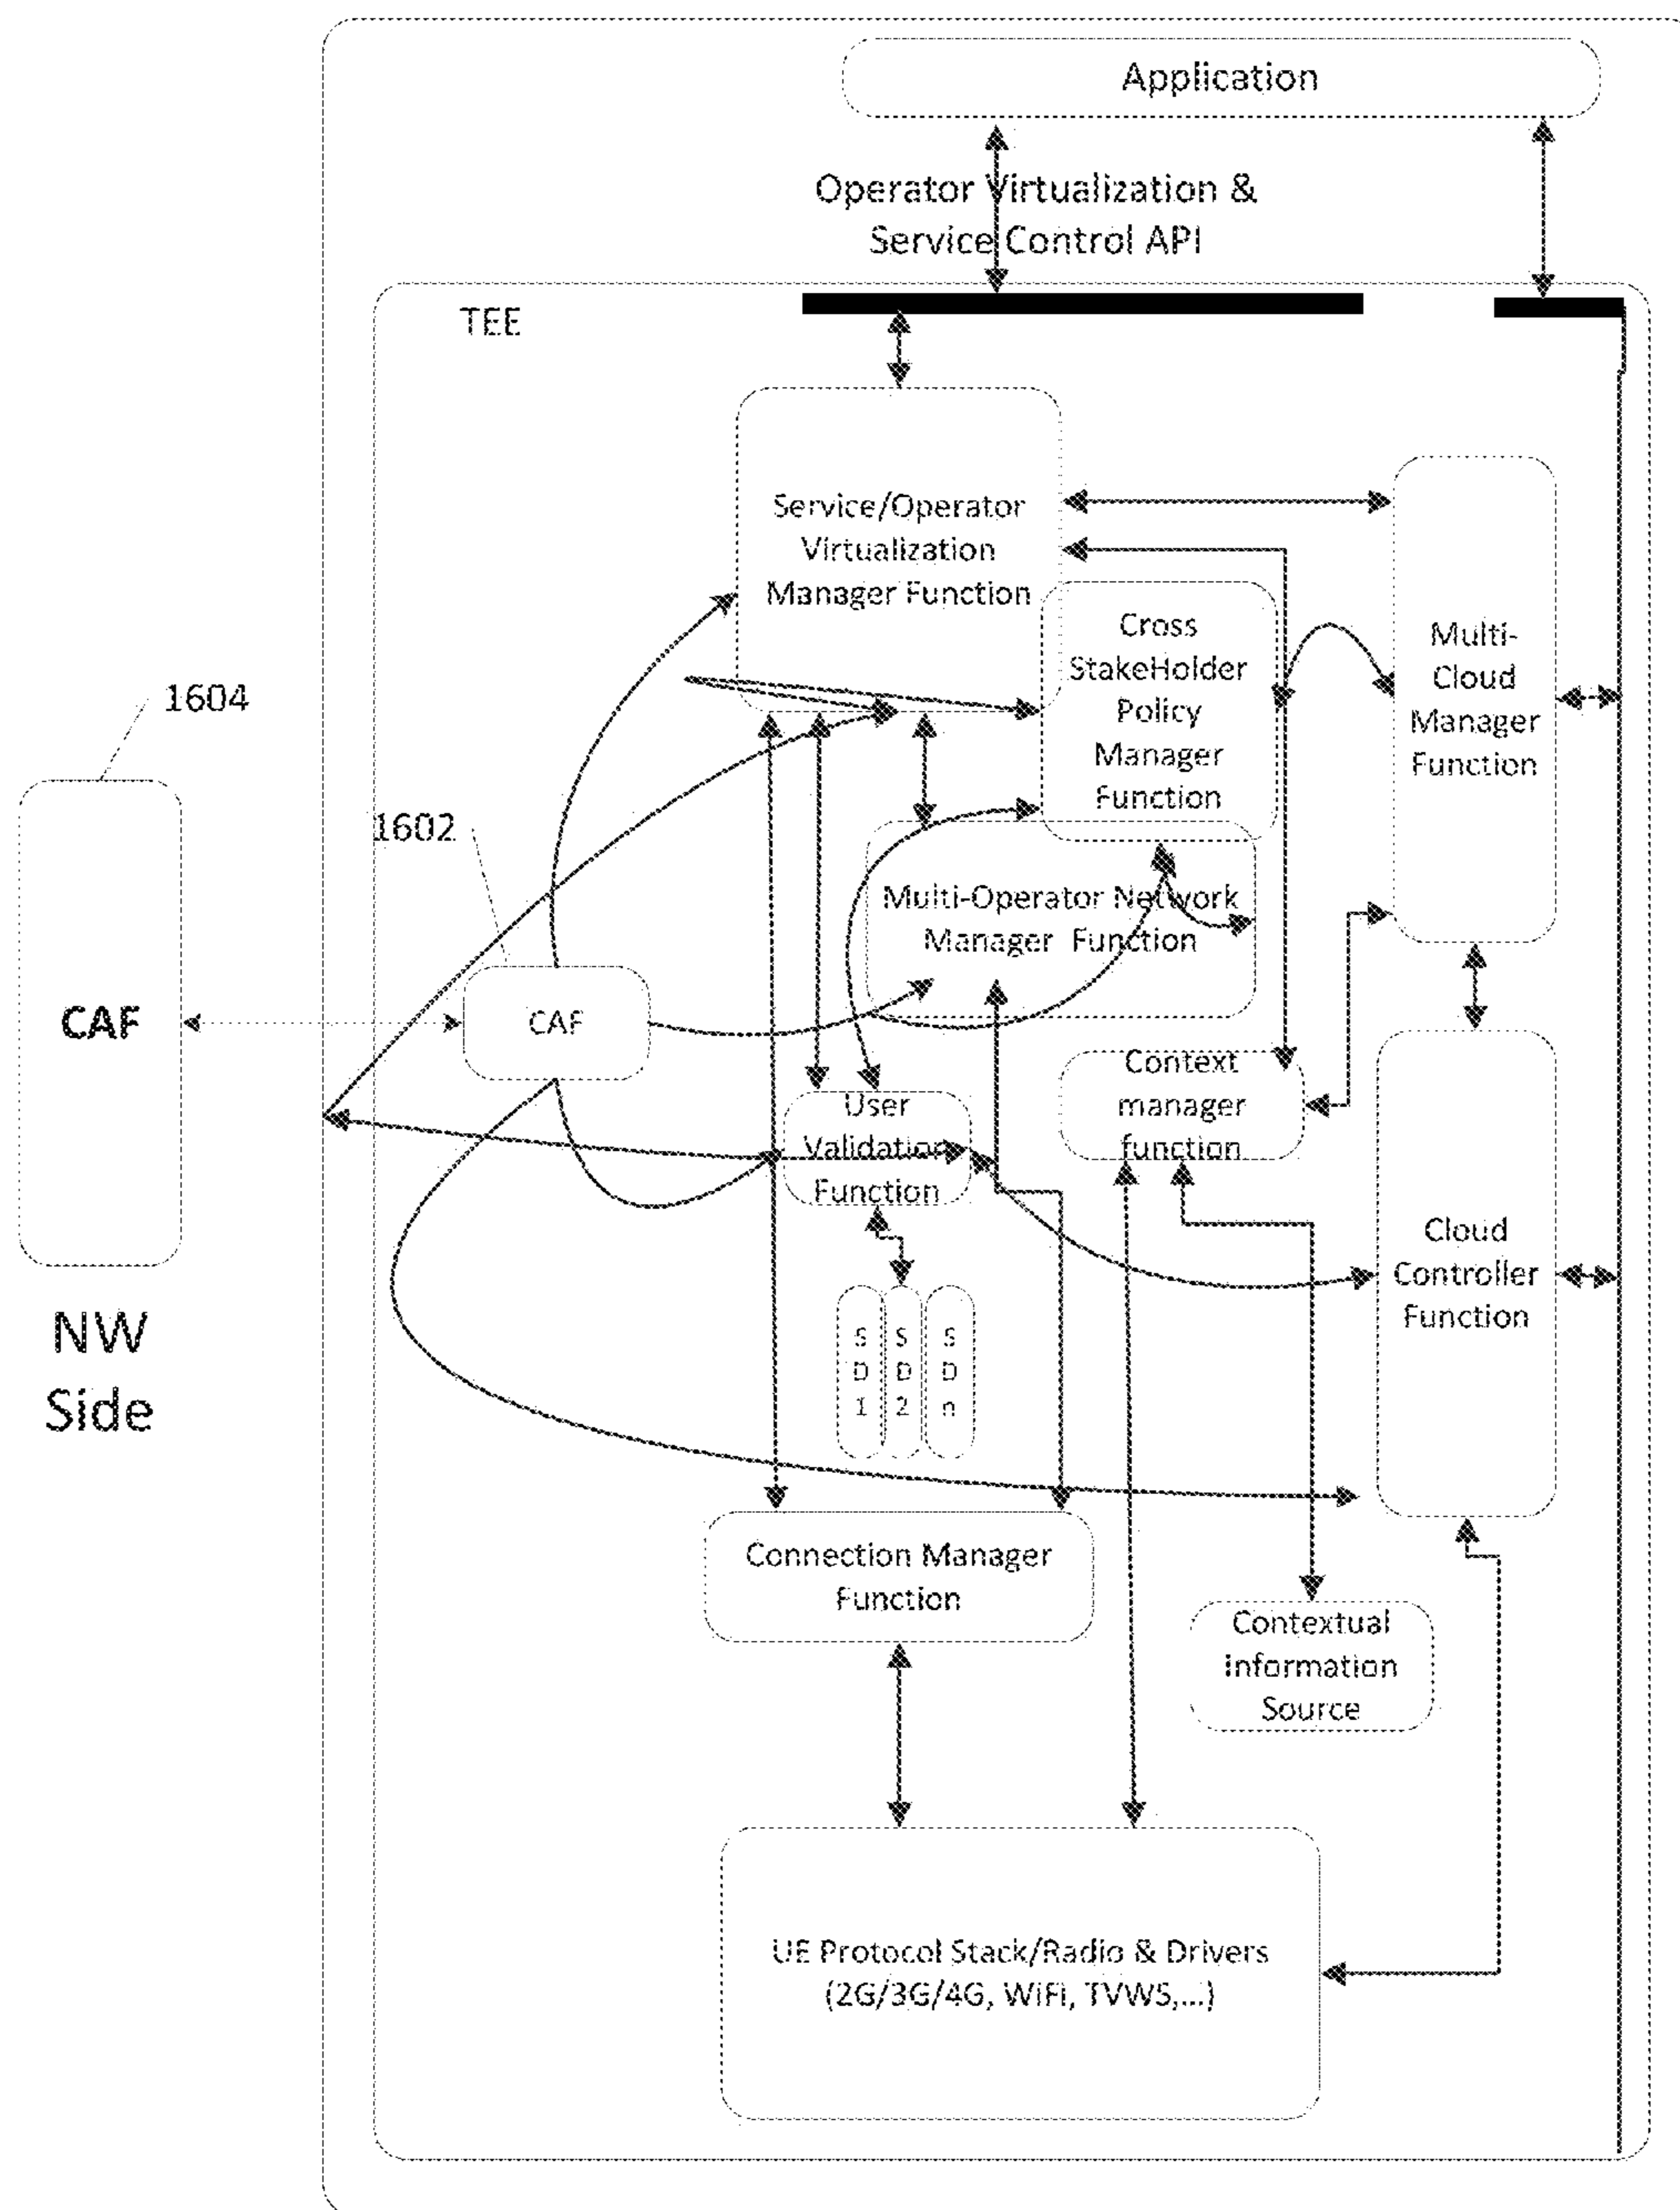 Application
Operator Virtualization &
Service Control API
TEE
Service/Operator
Virtualization
Manager Function
Cross
StakeHolder
Policy
Manager
Function
Multi-
Cloud
Manager
Function
1604
1602
Multi-Operator Network
Manager Function
CAF
CAF
NW
Side
User
Validation
Function
Context
manager
function
Cloud
Controller
Function
S
D
1
S
D
2
S
D
n
Connection Manager
Function
Contextual
Information
Source
UE Protocol Stack/Radio & Drivers
(2G/3G/4G, WiFi, TVWS,...)